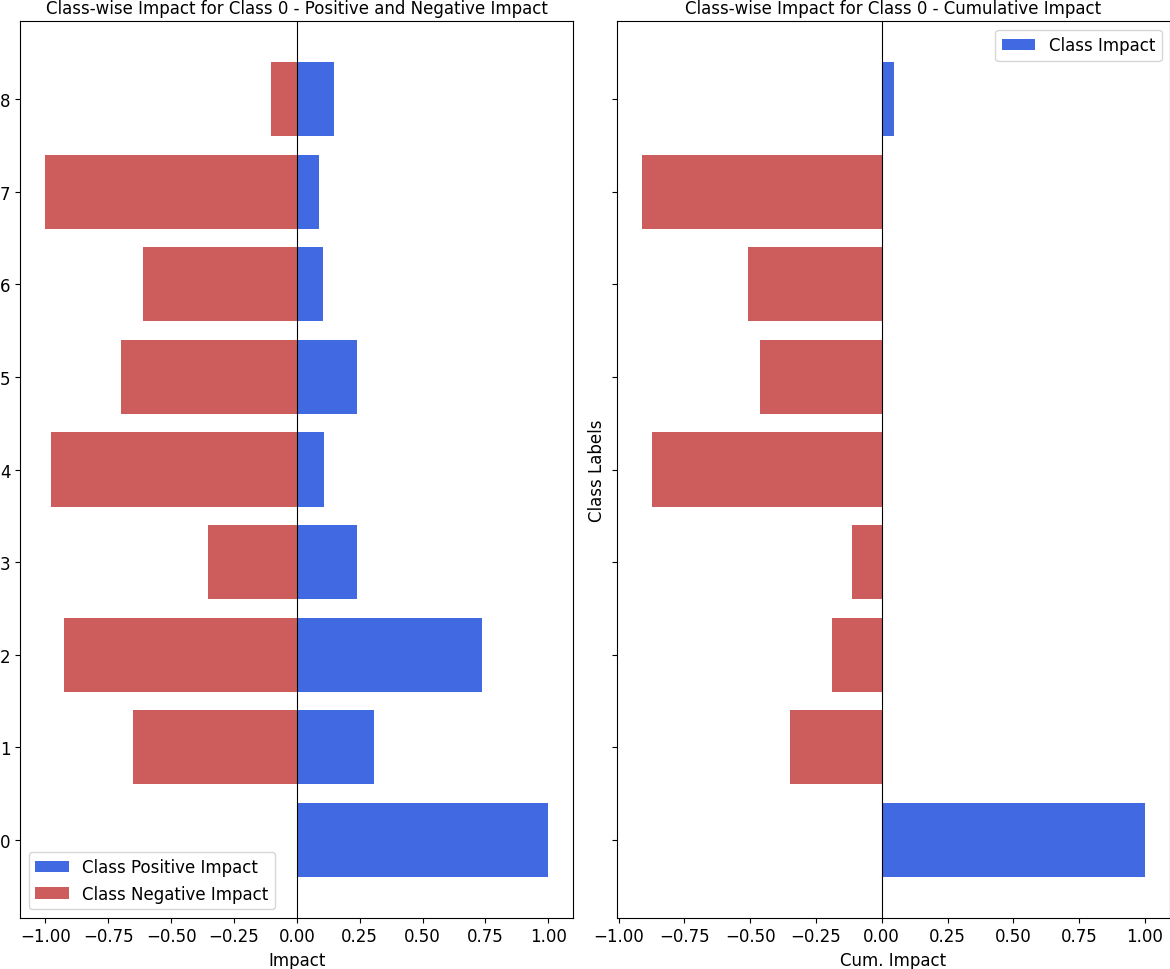 Class-wise Impact for Class 0 - Positive and Negative Impact
8
7
6
5
4
3
2
1
0
Class Positive Impact
Class Negative Impact
−1.00 −0.75 −0.50 −0.25 0.00 0.25 0.50 0.75 1.00
Impact
Class-wise Impact for Class 0 - Cumulative Impact
Class Impact
Class Labels
−1.00 −0.75 −0.50 −0.25 0.00 0.25 0.50 0.75 1.00
Cum. Impact